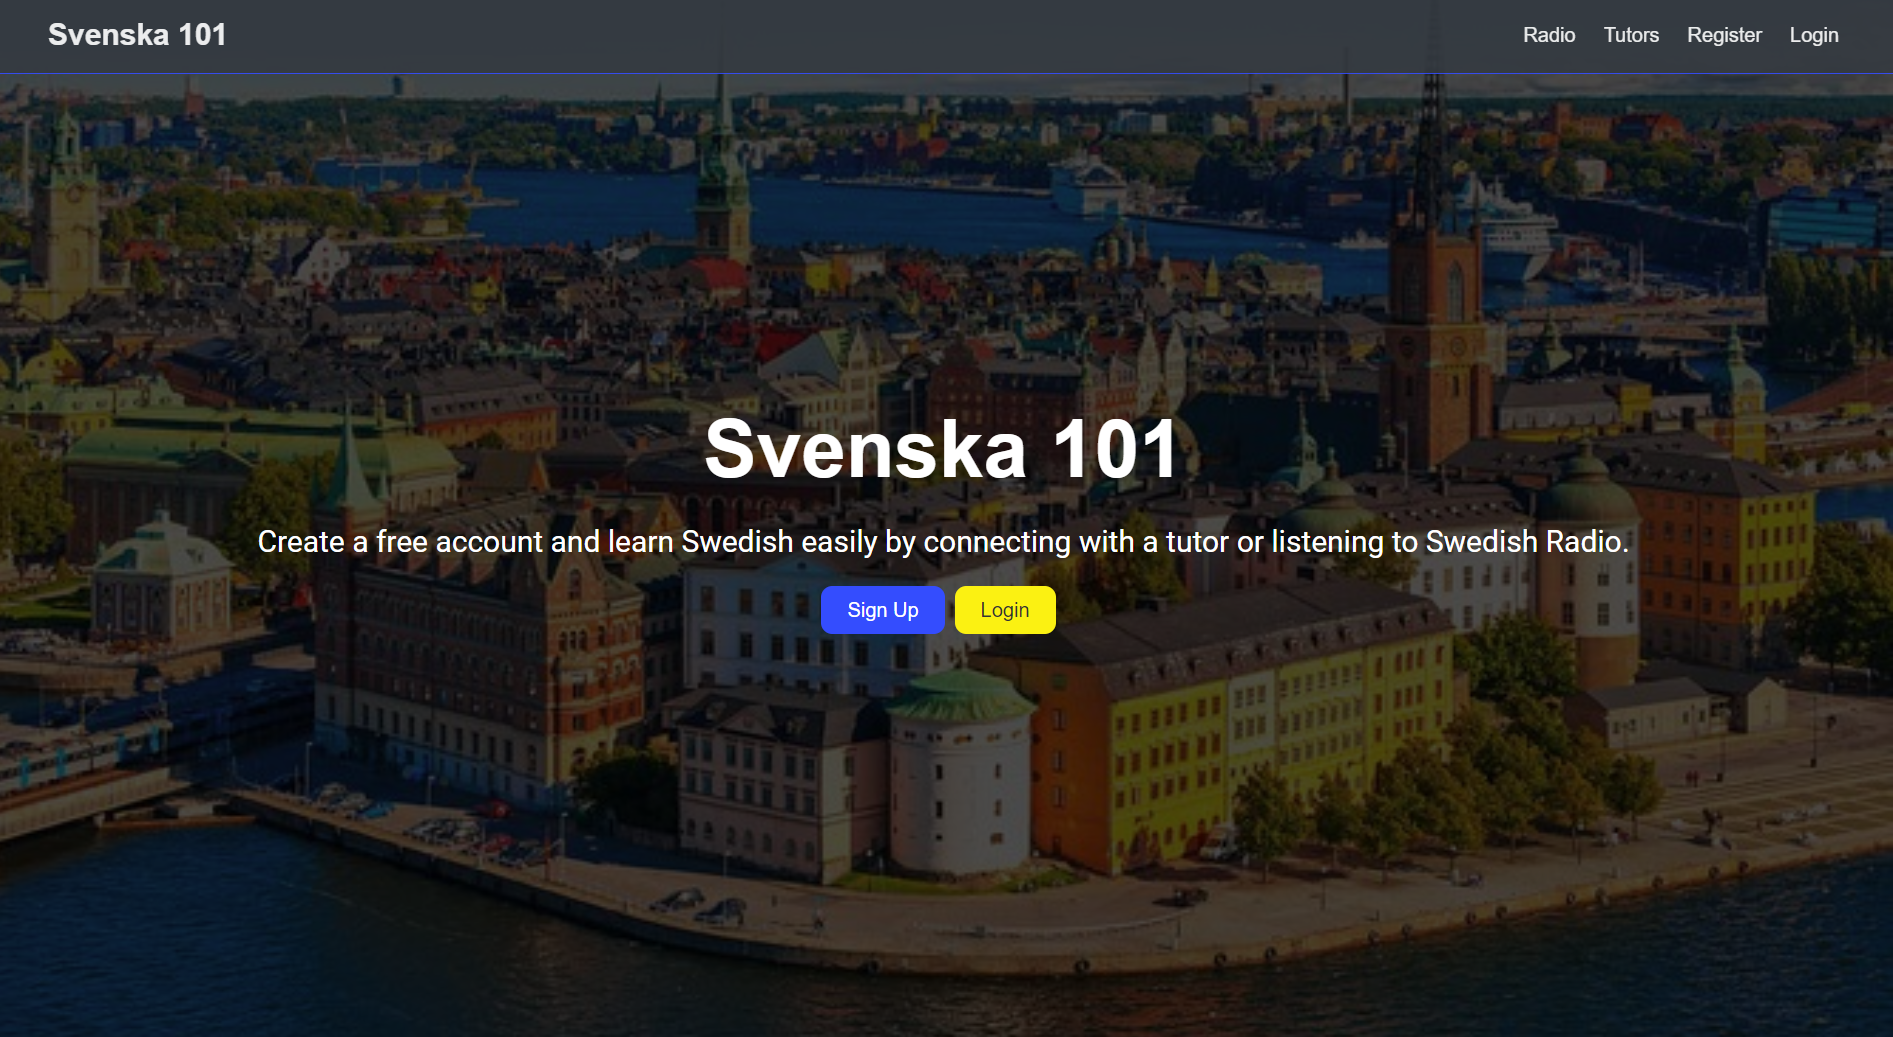 Svenska 101
Radio Tutors Register Login
Svenska 101
Create a free account and learn Swedish easily by connecting with a tutor or listening to Swedish Radio.
Sign Up Login